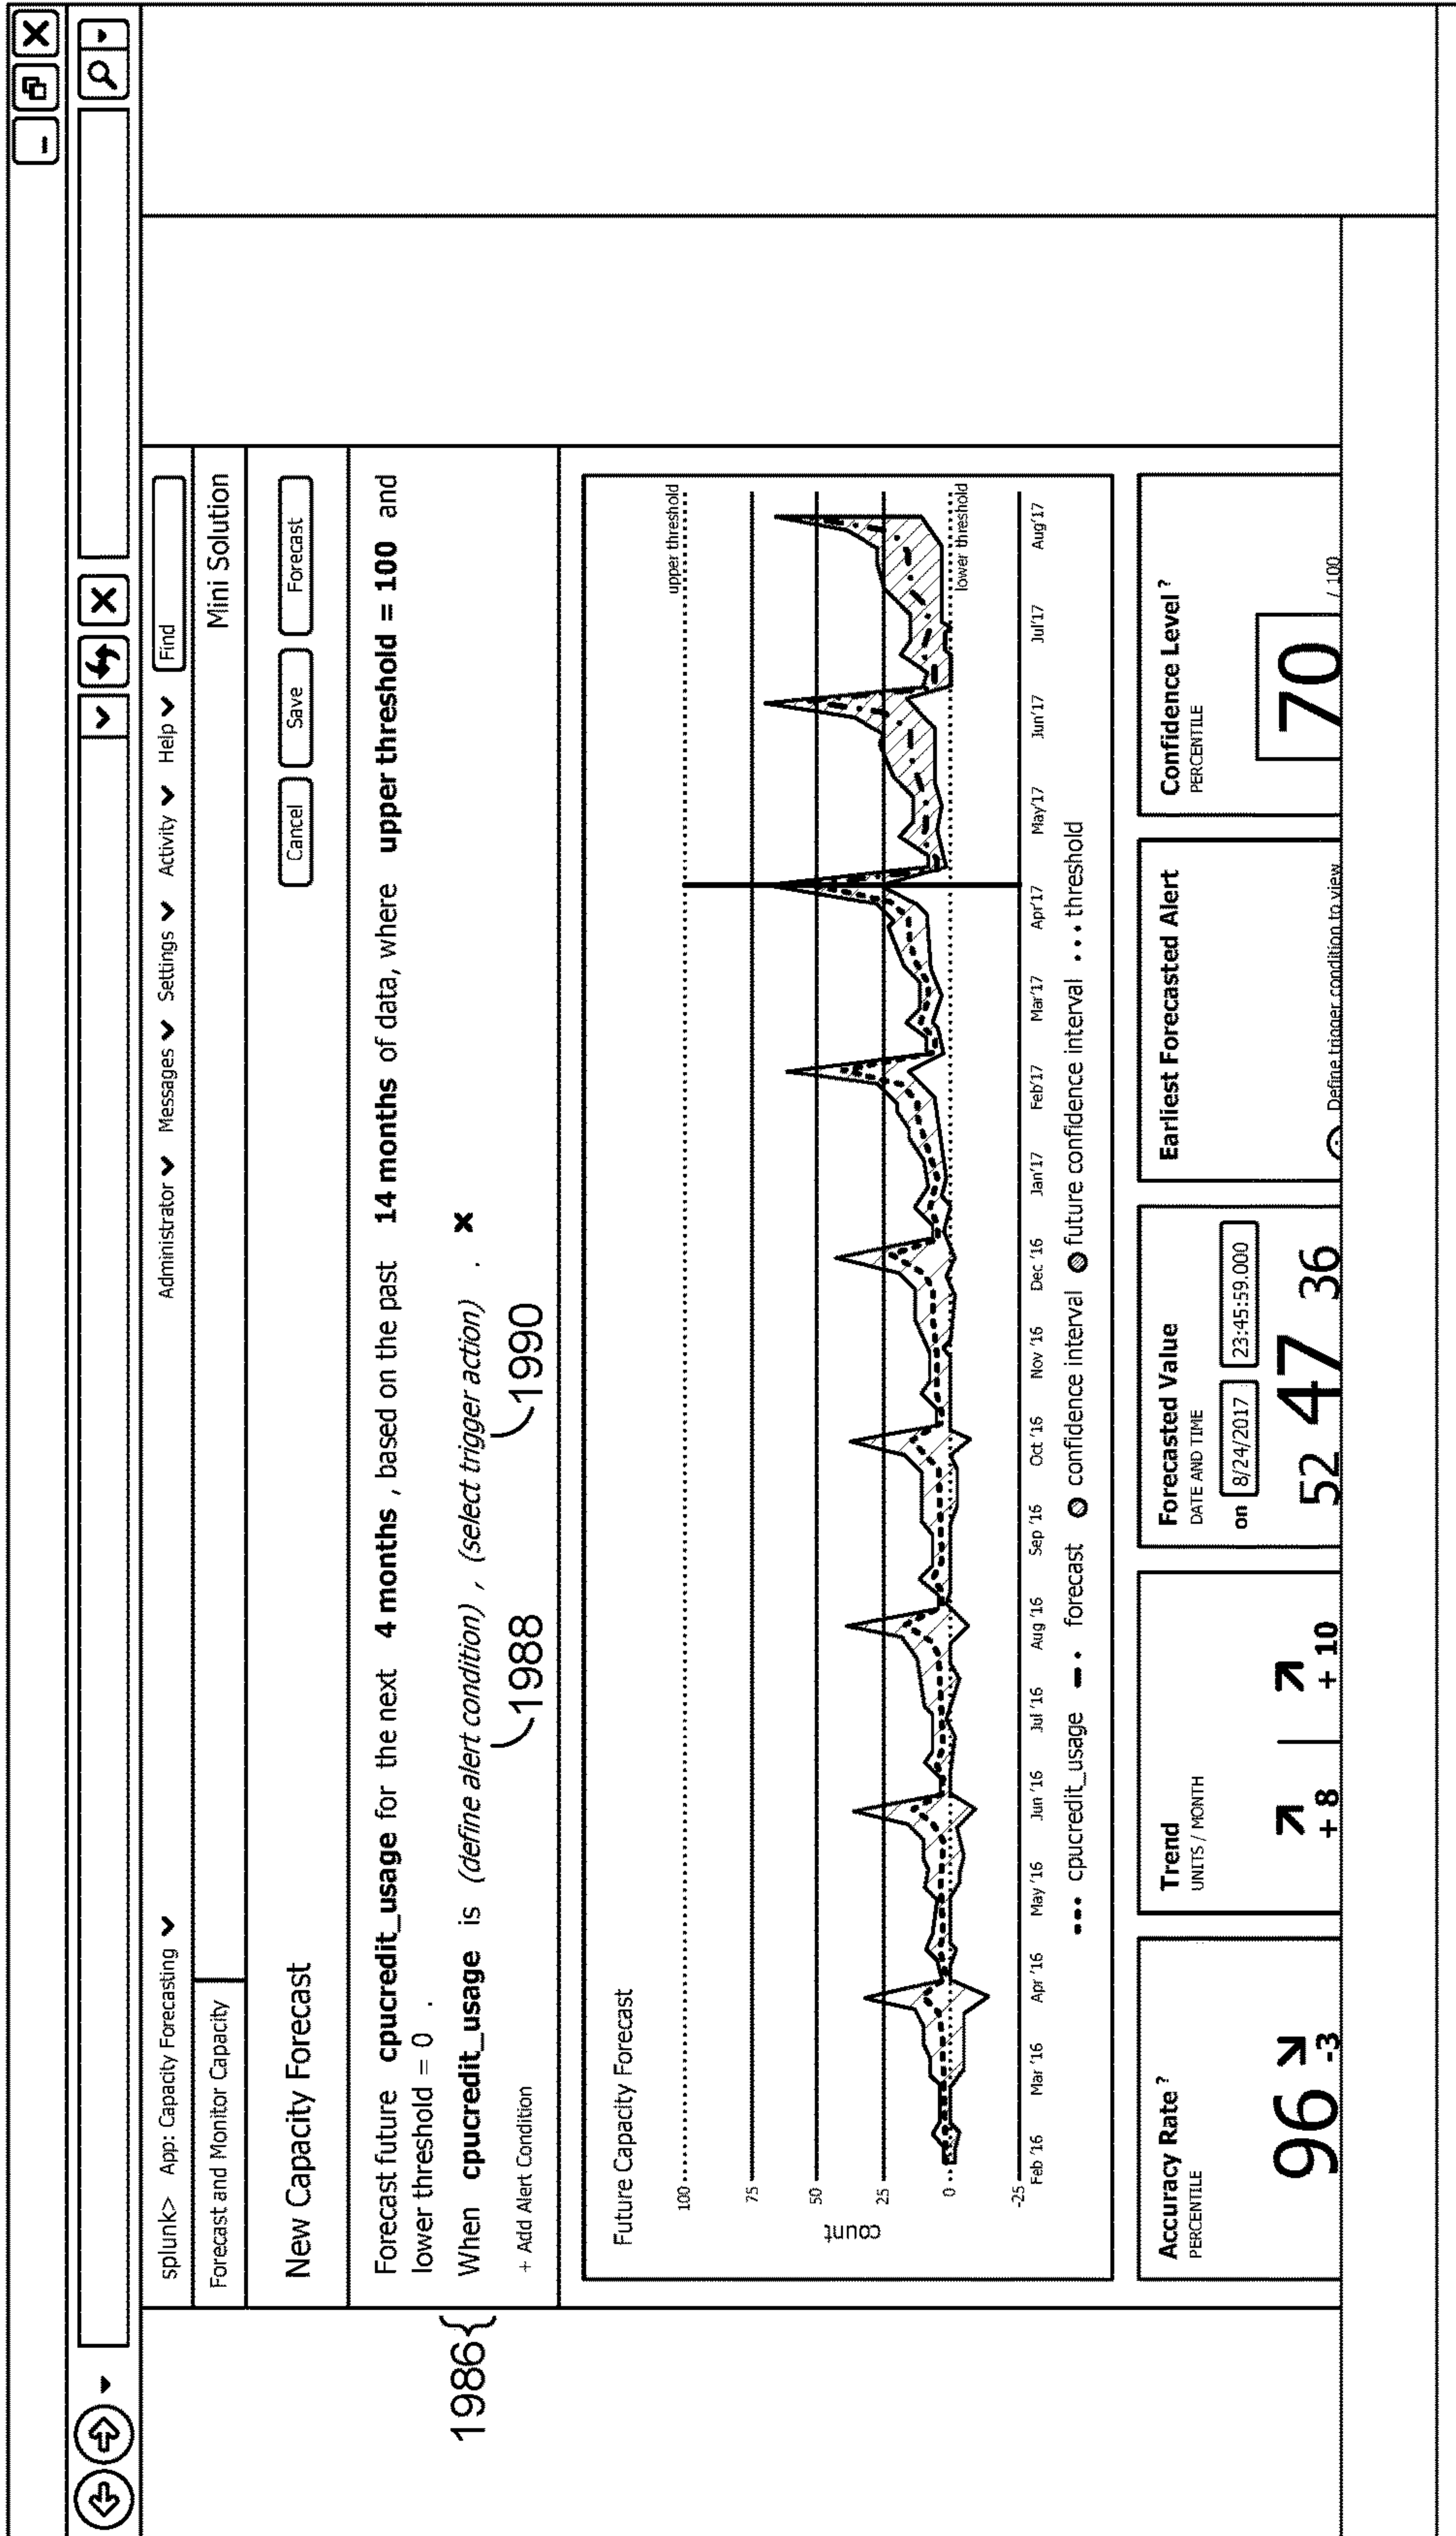 splunk> App: Capacity Forecasting Administrator Messages Settings Activity Help Find
Forecast and Monitor Capacity Mini Solution
New Capacity Forecast Cancel Save Forecast
Forecast future cpucredit_usage for the next 4 months , based on the past 14 months of data, where upper threshold = 100 and
lower threshold = 0 .
When cpucredit_usage is (define alert condition) , (select trigger action) . x
+ Add Alert Condition
1986
1988
1990
Future Capacity Forecast
upper threshold
100
75
50
25
0
-25
count
lower threshold
Feb '16 Mar '16 Apr '16 May '16 Jun '16 Jul '16 Aug '16 Sep '16 Oct '16 Nov '16 Dec '16 Jan'17 Feb'17 Mar'17 Apr'17 May'17 Jun'17 Jul'17 Aug'17
cpucredit_usage forecast confidence interval future confidence interval threshold
Accuracy Rate ?
PERCENTILE
96 -3
Trend
UNITS / MONTH
+ 8 + 10
Forecasted Value
DATE AND TIME
on 8/24/2017 23:45:59.000
52 47 36
Earliest Forecasted Alert
Define trigger condition to view
Confidence Level ?
PERCENTILE
70 / 100